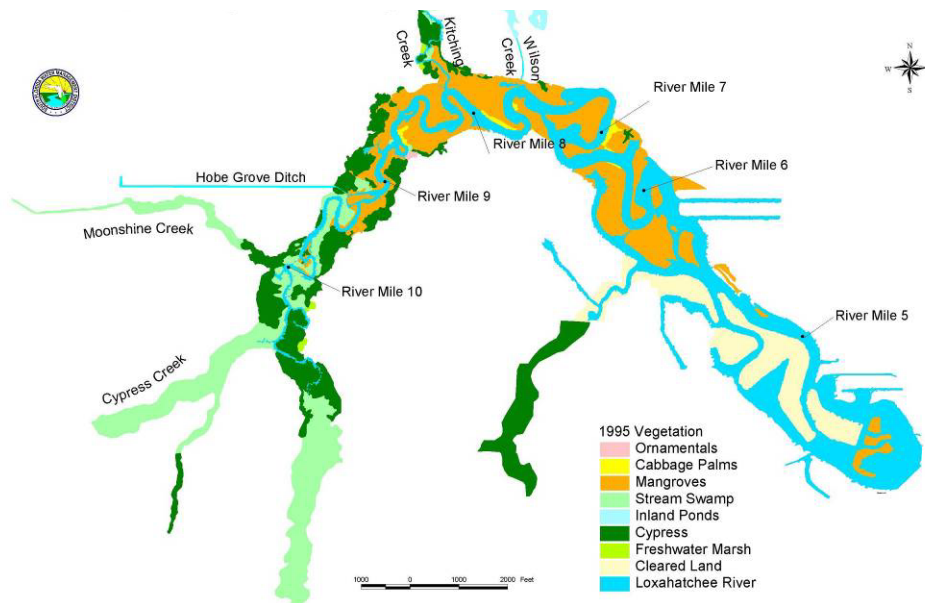 Kitching
Creek
Wilson
Creek
N
W
E
S
River Mile 7
River Mile 8
River Mile 6
Hobe Grove Ditch
River Mile 9
Moonshine Creek
River Mile 10
River Mile 5
Cypress Creek
1995 Vegetation
Ornamentals
Cabbage Palms
Mangroves
Stream Swamp
Inland Ponds
Cypress
Freshwater Marsh
Cleared Land
Loxahatchee River
1000 0 1000 2000 Feet